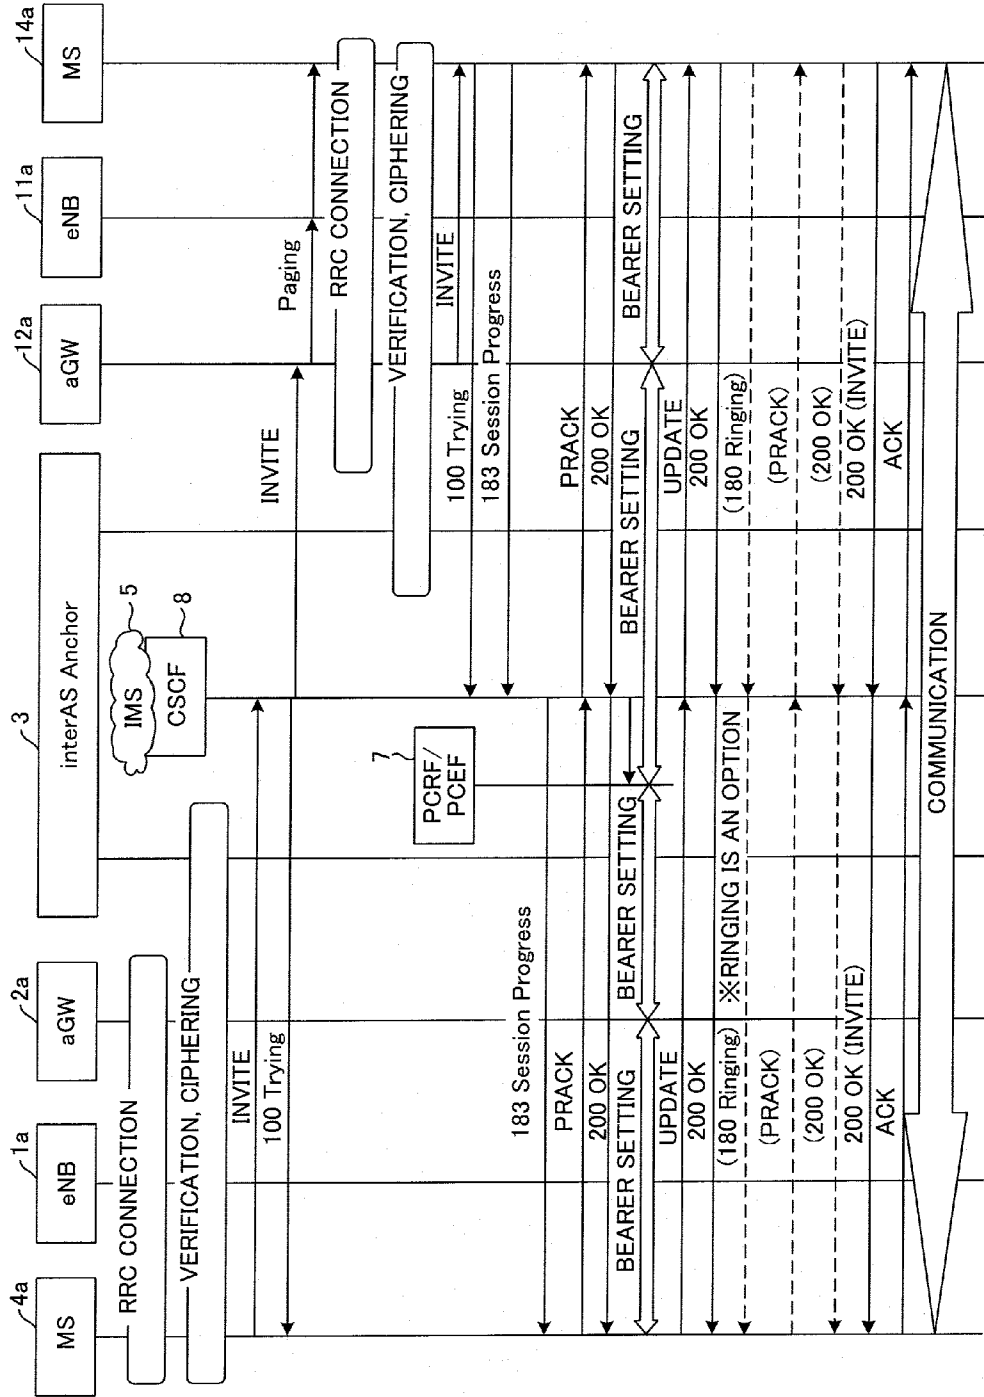 4a
MS
1a
eNB
2a
aGW
3
interAS Anchor
12a
aGW
11a
eNB
14a
MS
IMS
5
CSCF
8
RRC CONNECTION
VERIFICATION, CIPHERING
INVITE
100 Trying
INVITE
Paging
RRC CONNECTION
VERIFICATION, CIPHERING
INVITE
100 Trying
183 Session Progress
7
PCRF/
PCEF
183 Session Progress
PRACK
PRACK
200 OK
200 OK
BEARER SETTING
BEARER SETTING
BEARER SETTING
BEARER SETTING
UPDATE
UPDATE
200 OK
200 OK
(180 Ringing)
※RINGING IS AN OPTION
(180 Ringing)
(PRACK)
(PRACK)
(200 OK)
(200 OK)
200 OK (INVITE)
200 OK (INVITE)
ACK
ACK
COMMUNICATION